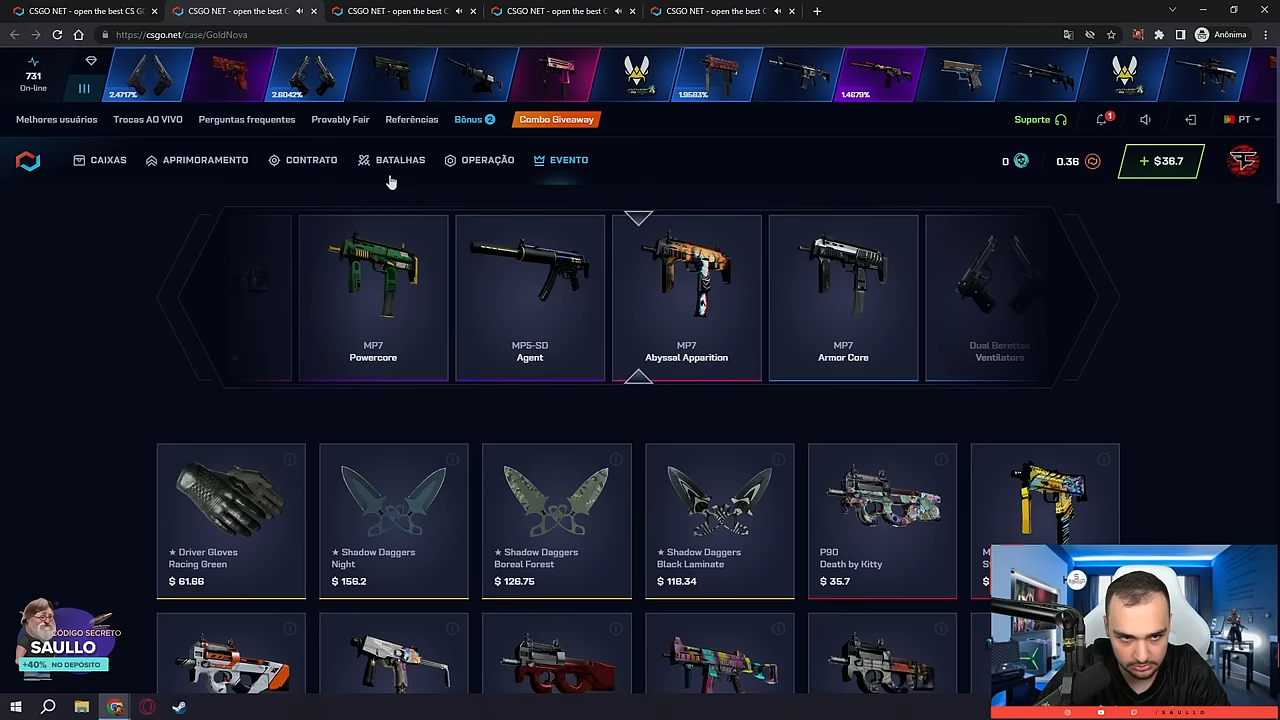 CSGO NET - open the best CS G
CSGO NET - open the best C
CSGO NET - open the best C
CSGO NET - open the best C
CSGO NET - open the best C
https://csgo.net/case/GoldNova
Anônima
731
On-line
2.4717%
2.6042%
1.9583%
1.4679%
Melhores usuários
Trocas AO VIVO
Perguntas frequentes
Provably Fair
Referências
Bônus 2
Combo Giveaway
Suporte
1
PT
CAIXAS
APRIMORAMENTO
CONTRATO
BATALHAS
OPERAÇÃO
EVENTO
0
0.36
+ $36.7
MP7
Powercore
MP5-SD
Agent
MP7
Abyssal Apparition
MP7
Armor Core
Dual Berettas
Ventilators
★ Driver Gloves
Racing Green
$ 61.66
★ Shadow Daggers
Night
$ 156.2
★ Shadow Daggers
Boreal Forest
$ 126.75
★ Shadow Daggers
Black Laminate
$ 118.34
P90
Death by Kitty
$ 35.7
$
CÓDIGO SECRETO
SAULLO
+40% NO DEPÓSITO
/SAULLO